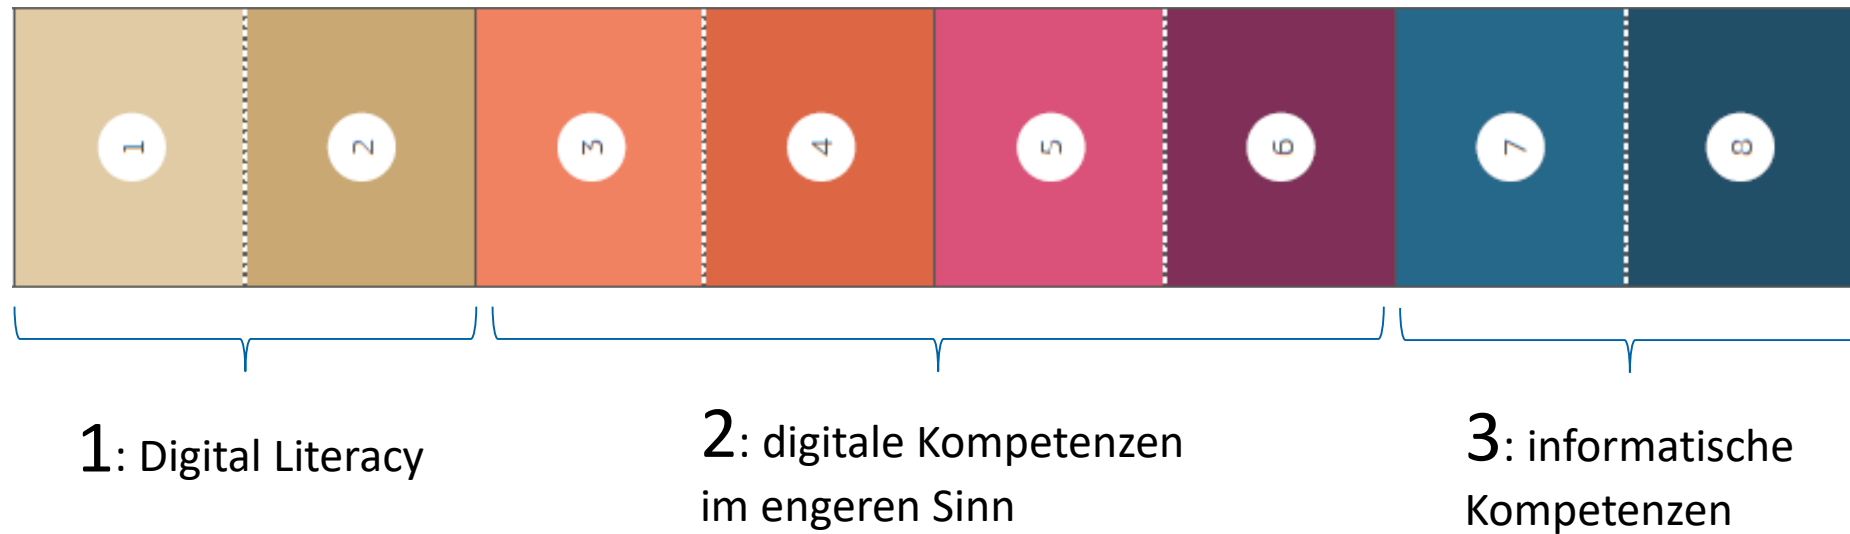 1
2
3
4
5
6
7
8
1: Digital Literacy
2: digitale Kompetenzen
im engeren Sinn
3: informatische
Kompetenzen